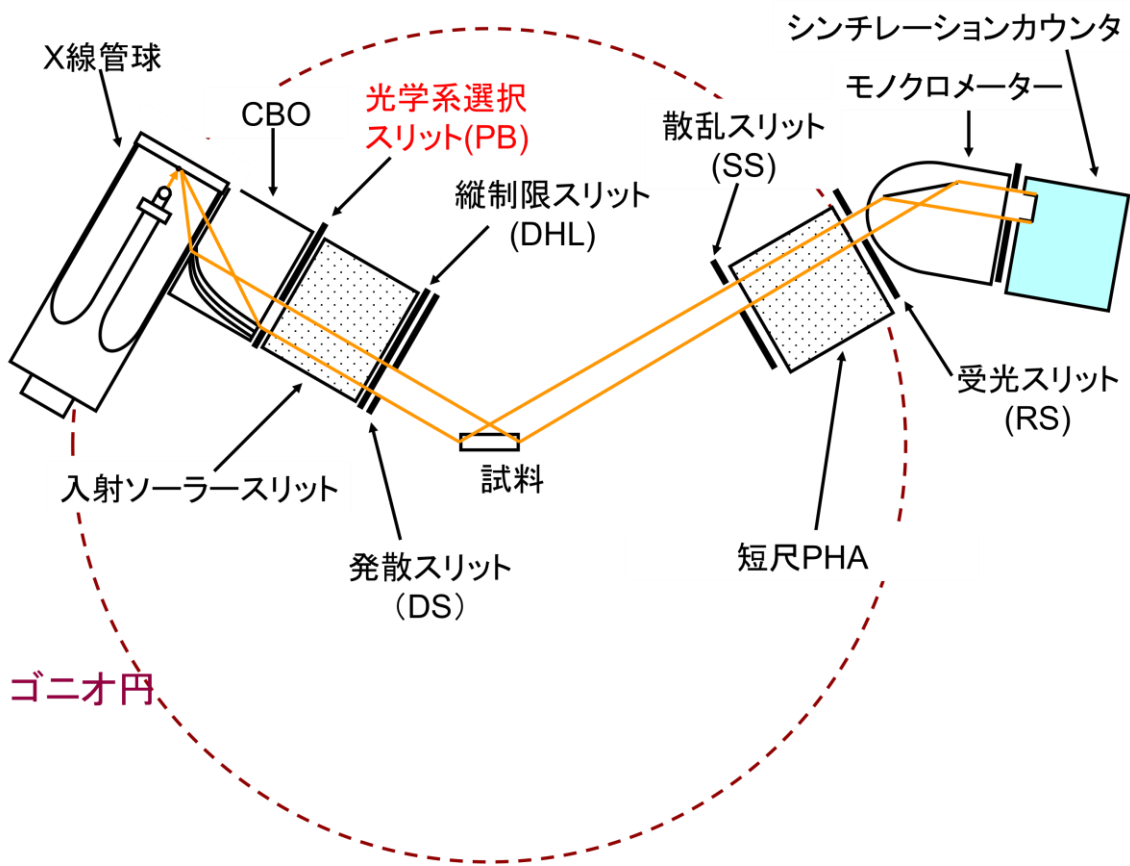 シンチレーションカウンタ
X線管球
モノクロメーター
光学系選択
スリット(PB)
CBO
散乱スリット
(SS)
縦制限スリット
(DHL)
受光スリット
(RS)
入射ソーラースリット
試料
短尺PHA
発散スリット
(DS)
ゴニオ円